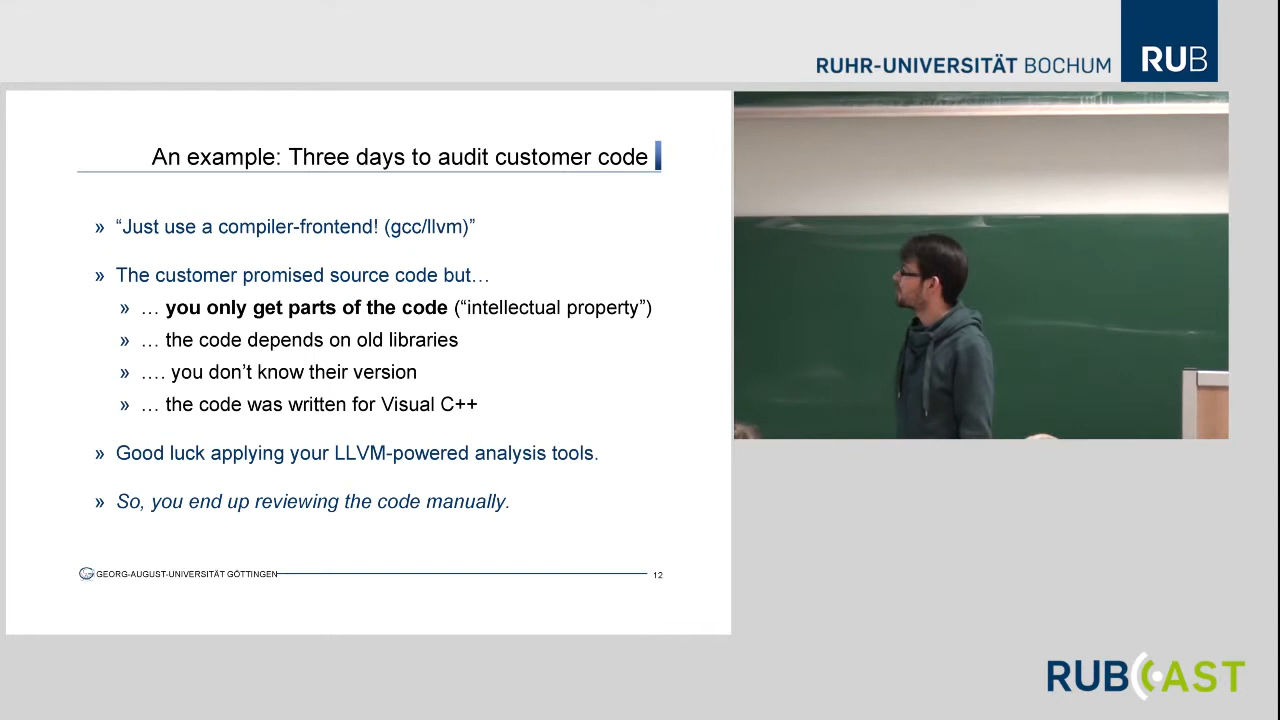 RUHR-UNIVERSITÄT BOCHUM
RUB
An example: Three days to audit customer code
» “Just use a compiler-frontend! (gcc/llvm)”
» The customer promised source code but…
» … you only get parts of the code (“intellectual property”)
» … the code depends on old libraries
» …. you don’t know their version
» … the code was written for Visual C++
» Good luck applying your LLVM-powered analysis tools.
» So, you end up reviewing the code manually.
GEORG-AUGUST-UNIVERSITÄT GÖTTINGEN
12
RUBCAST